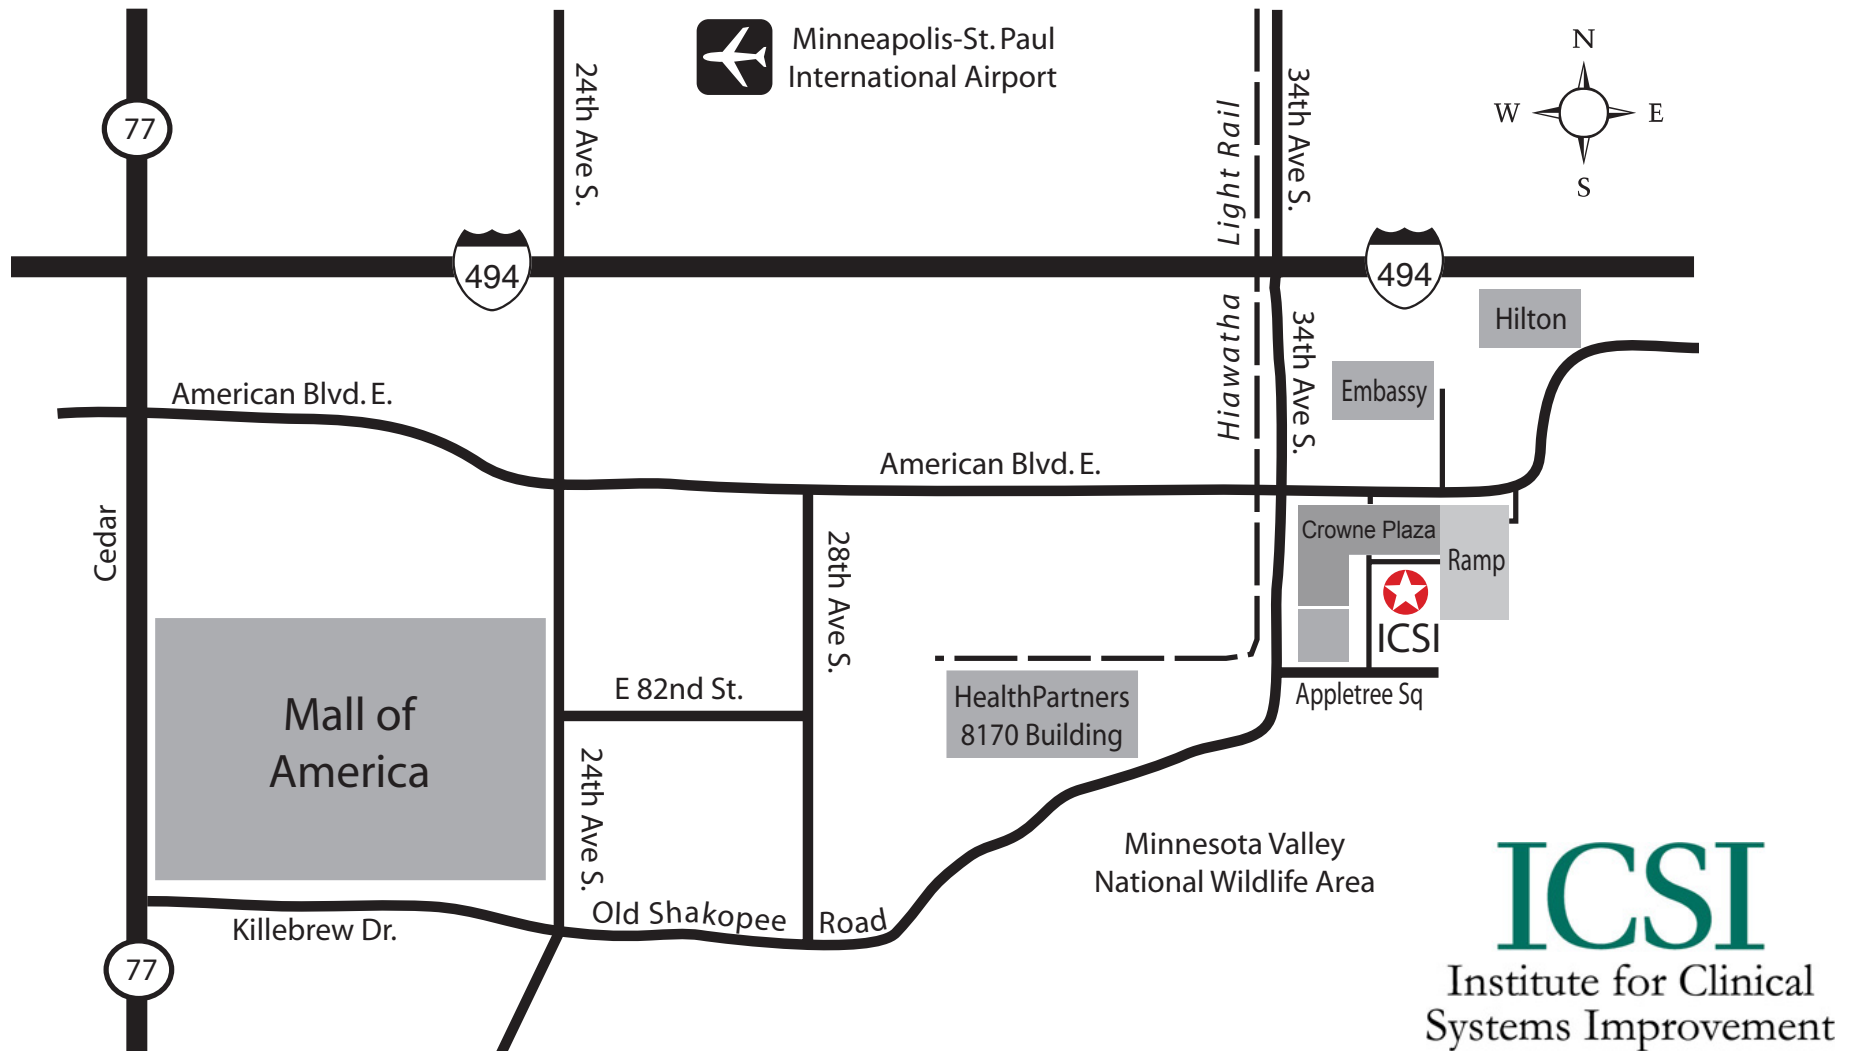 Minneapolis-St. Paul
International Airport
N
W
E
S
77
24th Ave S.
34th Ave S.
Hiawatha Light Rail
494
494
Hilton
34th Ave S.
Embassy
American Blvd. E.
American Blvd. E.
Cedar
Crowne Plaza
Ramp
28th Ave S.
ICSI
Mall of
America
E 82nd St.
HealthPartners
8170 Building
Appletree Sq
24th Ave S.
Minnesota Valley
National Wildlife Area
Killebrew Dr.
Old Shakopee Road
77
ICSI
Institute for Clinical
Systems Improvement